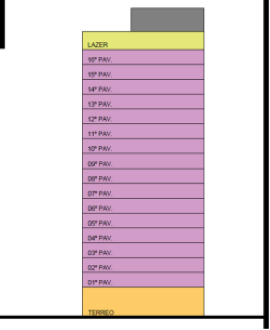 LAZER
16º PAV.
15º PAV.
14º PAV.
13º PAV.
12º PAV.
11º PAV.
10º PAV.
09º PAV.
08º PAV.
07º PAV.
06º PAV.
05º PAV.
04º PAV.
03º PAV.
02º PAV.
01º PAV.
TERREO